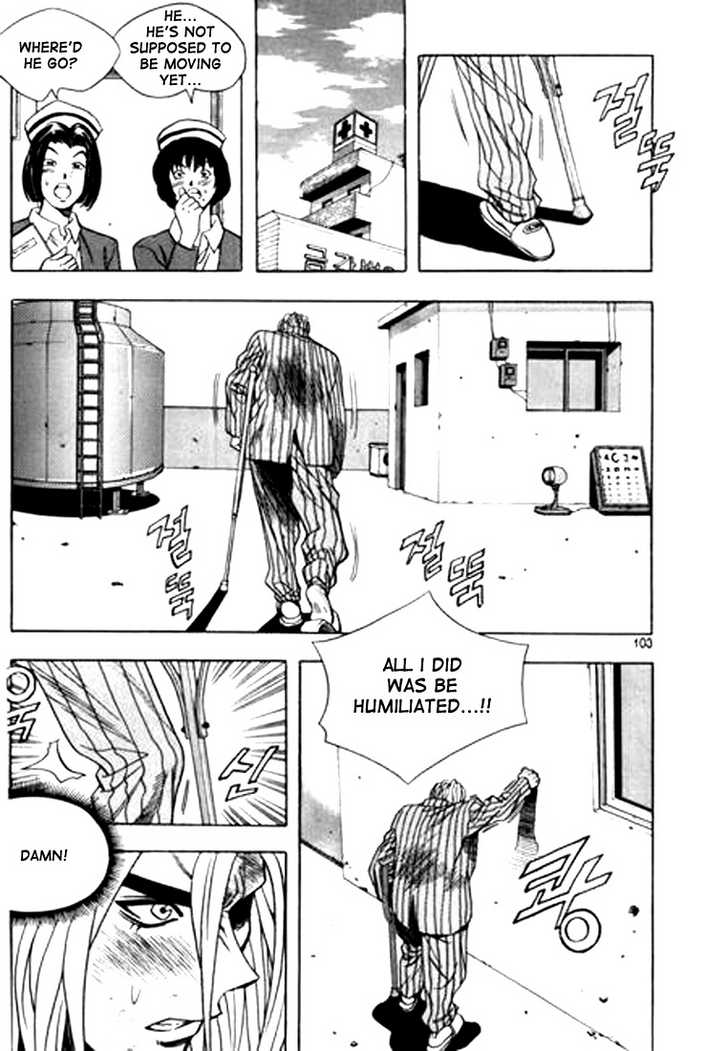 WHERE'D
HE GO?
HE...
HE'S NOT
SUPPOSED TO
BE MOVING
YET...
절
뚝
절
뚝
절
뚝
103
뚝
신
ALL I DID
WAS BE
HUMILIATED...!!
DAMN!
쾅